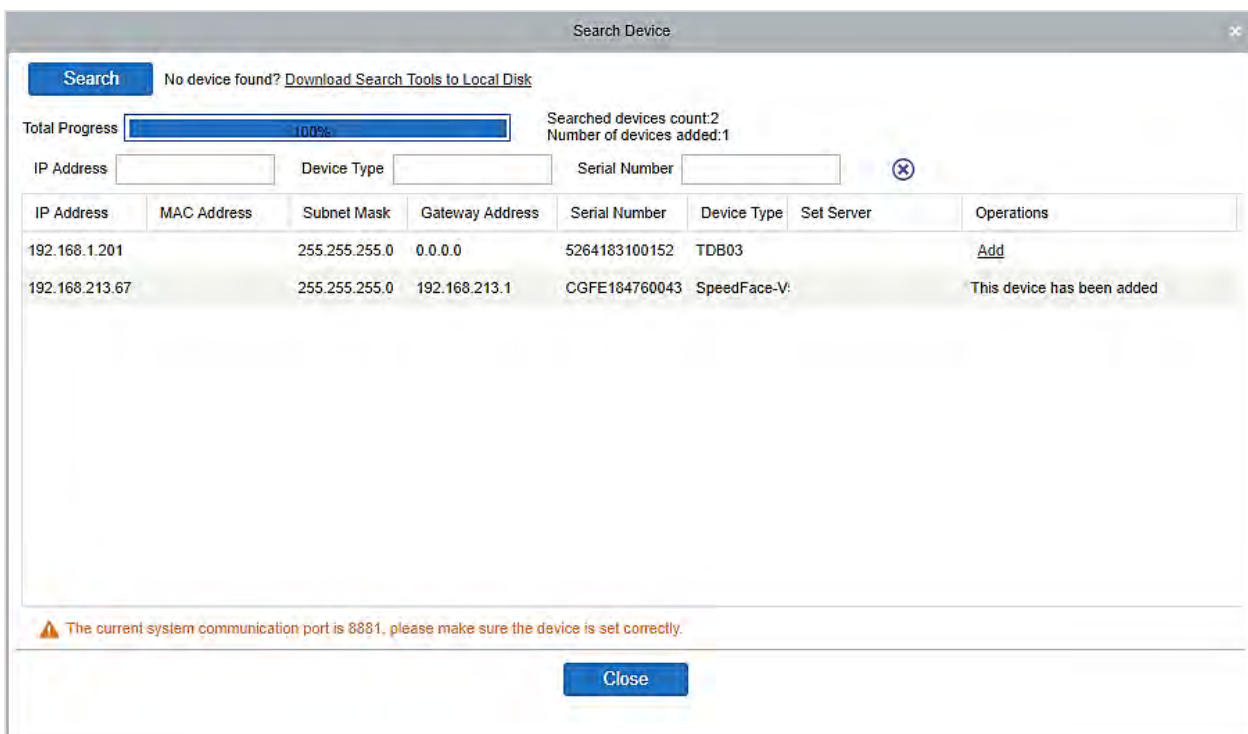 Search Device
Search No device found? Download Search Tools to Local Disk
Total Progress 100% Searched devices count:2
Number of devices added:1
IP Address Device Type Serial Number
IP Address MAC Address Subnet Mask Gateway Address Serial Number Device Type Set Server Operations
192.168.1.201 255.255.255.0 0.0.0.0 5264183100152 TDB03 Add
192.168.213.67 255.255.255.0 192.168.213.1 CGFE184760043 SpeedFace-V This device has been added
The current system communication port is 8881, please make sure the device is set correctly.
Close